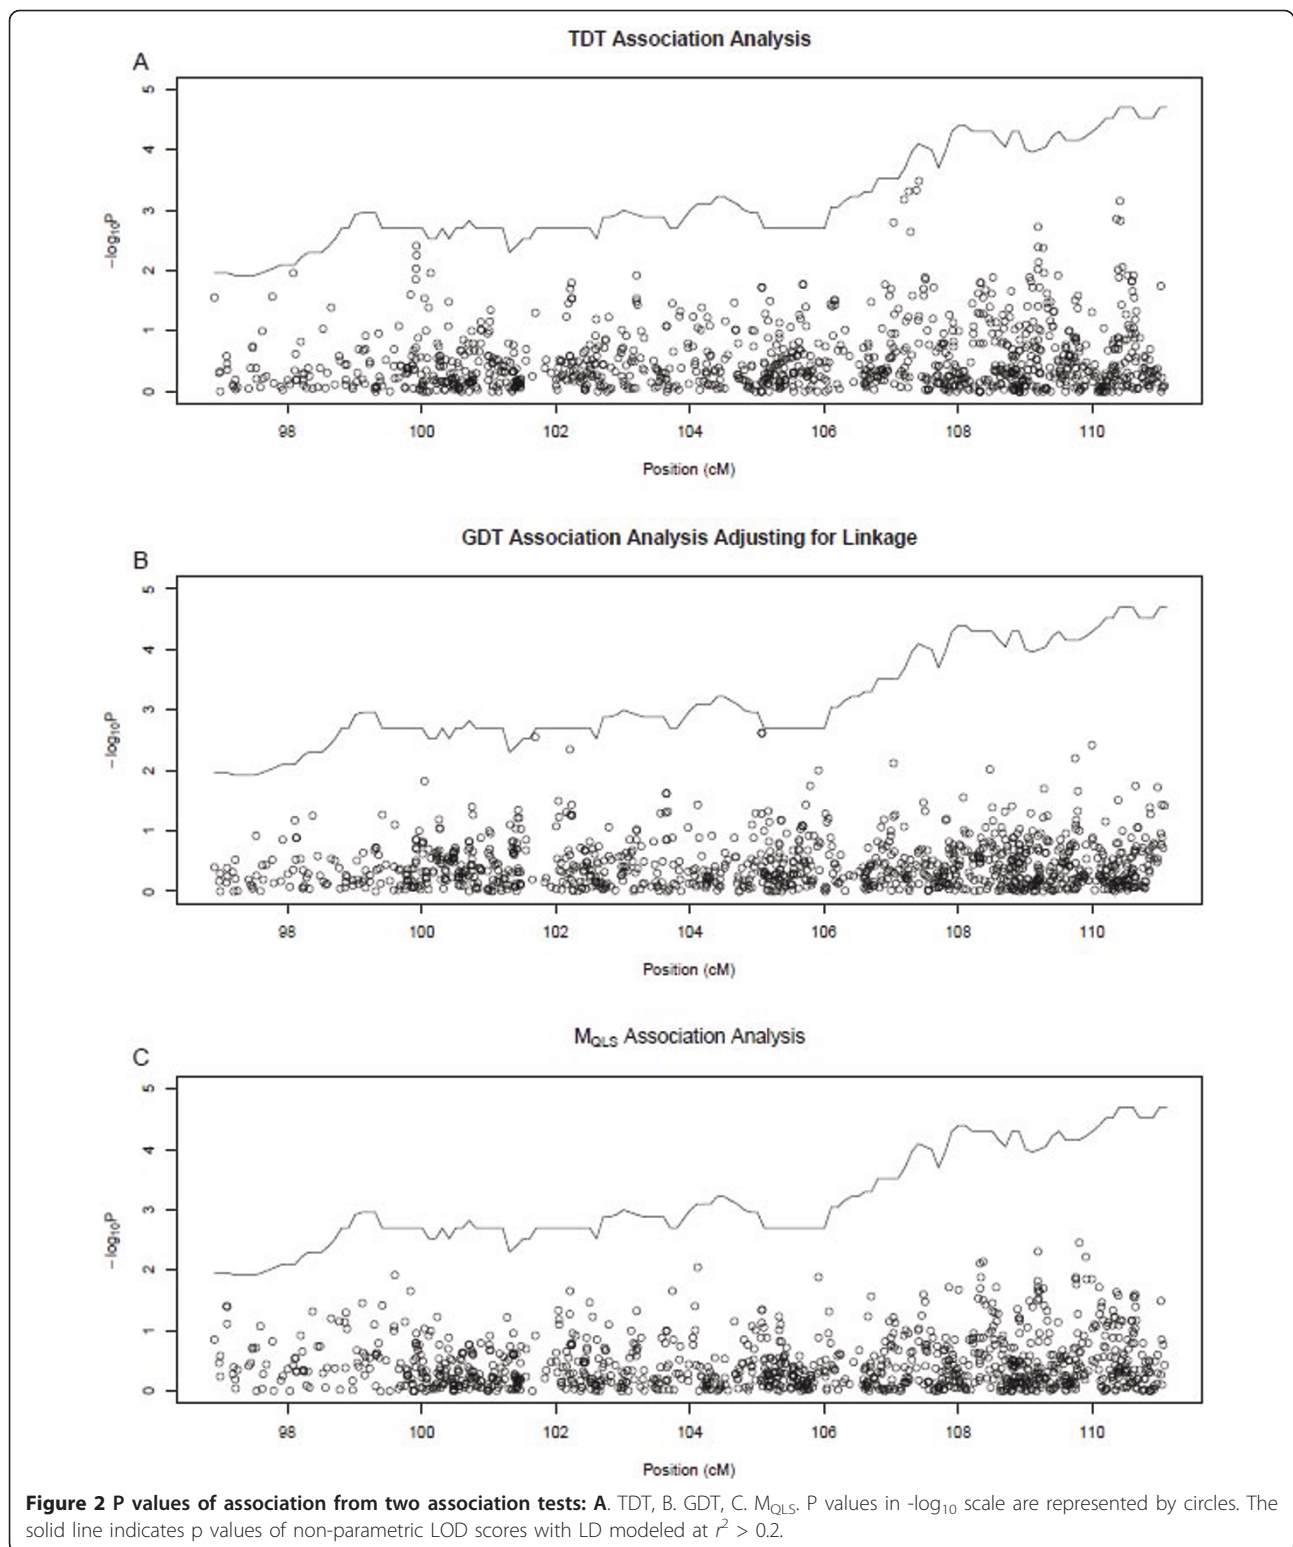 TDT Association Analysis
A
5
4
3
2
1
0
-log10P
98 100 102 104 106 108 110
Position (cM)
GDT Association Analysis Adjusting for Linkage
B
5
4
3
2
1
0
-log10P
98 100 102 104 106 108 110
Position (cM)
MQLS Association Analysis
C
5
4
3
2
1
0
-log10P
98 100 102 104 106 108 110
Position (cM)
Figure 2 P values of association from two association tests: A. TDT, B. GDT, C. MQLS. P values in -log10 scale are represented by circles. The
solid line indicates p values of non-parametric LOD scores with LD modeled at r² > 0.2.